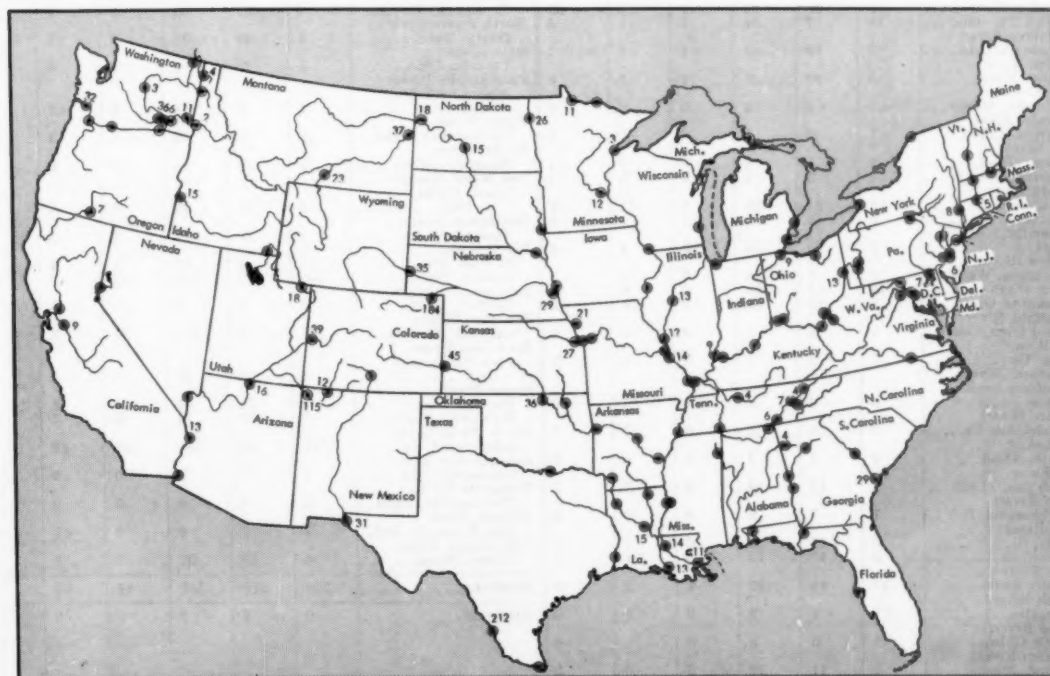 Washington
4
Maine
3
Montana
North Dakota
11
32
36
6
11
2
18
26
Vt.
N. H.
37
15
3
Mich.
Wisconsin
Mass.
23
12
New York
5
R. I.
Conn.
15
Wyoming
Minnesota
Michigan
8
7
Oregon
Idaho
South Dakota
Iowa
Pa.
N. J.
Nevada
Nebraska
Illinois
9
Ohio
6
35
7
D.C.
Del.
18
29
13
Indiana
13
W. Va.
Md.
184
21
Virginia
9
39
Colorado
Kansas
27
14
9
Kentucky
45
Utah
Missouri
16
12
115
Oklahoma
36
Tenn.
4
7
N. Carolina
California
Arizona
Texas
Arkansas
6
S. Carolina
13
4
New Mexico
29
Alabama
Georgia
31
15
Miss.
14
11
La.
13
Florida
212